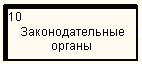 10
Законодательные
органы